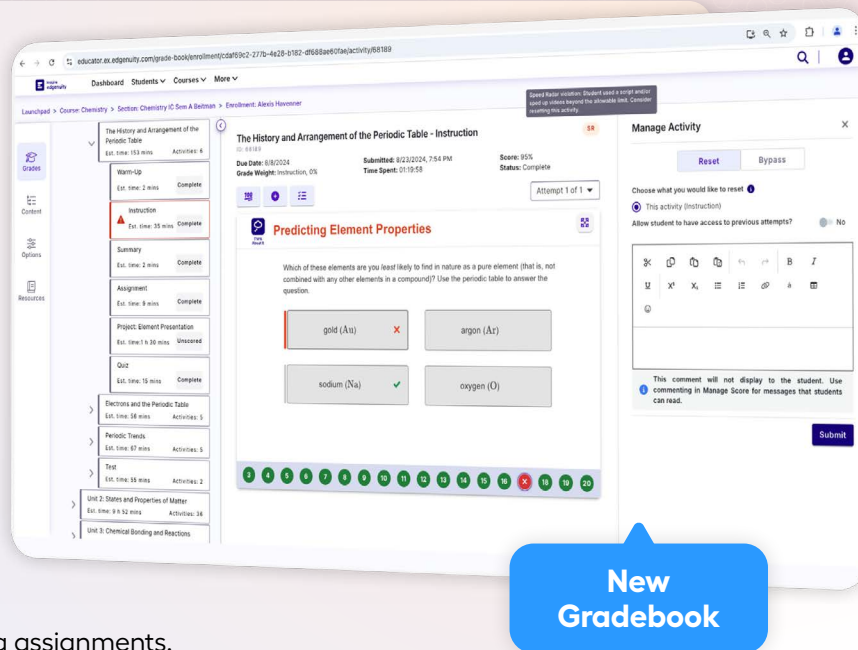 educator.ex.edgenuity.com/grade-book/enrollment/cdaf69c2-277b-4e28-b182-df688ae60fae/activity/68189
imagine edgenuity
Dashboard Students Courses More
Launchpad > Course: Chemistry > Section: Chemistry IC Sem A Beitman > Enrollment: Alexis Havenner
Speed Radar violation: Student used a script and/or
sped up videos beyond the allowable limit. Consider
resetting this activity.
Grades
Content
Options
Resources
The History and Arrangement of the
Periodic Table
Est. time: 153 mins Activities: 6
Warm-Up
Est. time: 2 mins Complete
Instruction
Est. time: 35 mins Complete
Summary
Est. time: 2 mins Complete
Assignment
Est. time: 9 mins Complete
Project: Element Presentation
Est. time:1 h 30 mins Unscored
Quiz
Est. time: 15 mins Complete
Electrons and the Periodic Table
Est. time: 56 mins Activities: 5
Periodic Trends
Est. time: 67 mins Activities: 5
Test
Est. time: 55 mins Activities: 2
Unit 2: States and Properties of Matter
Est. time: 9 h 52 mins Activities: 36
Unit 3: Chemical Bonding and Reactions
The History and Arrangement of the Periodic Table - Instruction
SR
ID: 68189
Due Date: 8/8/2024 Submitted: 8/23/2024, 7:54 PM Score: 95%
Grade Weight: Instruction, 0% Time Spent: 01:19:58 Status: Complete
Attempt 1 of 1
Predicting Element Properties
Which of these elements are you least likely to find in nature as a pure element (that is, not
combined with any other elements in a compound)? Use the periodic table to answer the
question.
gold (Au) argon (Ar)
sodium (Na) oxygen (O)
3 4 5 6 7 8 9 10 11 12 13 14 15 16 18 19 20
Manage Activity
Reset Bypass
Choose what you would like to reset
This activity (Instruction)
Allow student to have access to previous attempts? No
B I
U X² X₂
This comment will not display to the student. Use
commenting in Manage Score for messages that students
can read.
Submit
New
Gradebook
assignments.